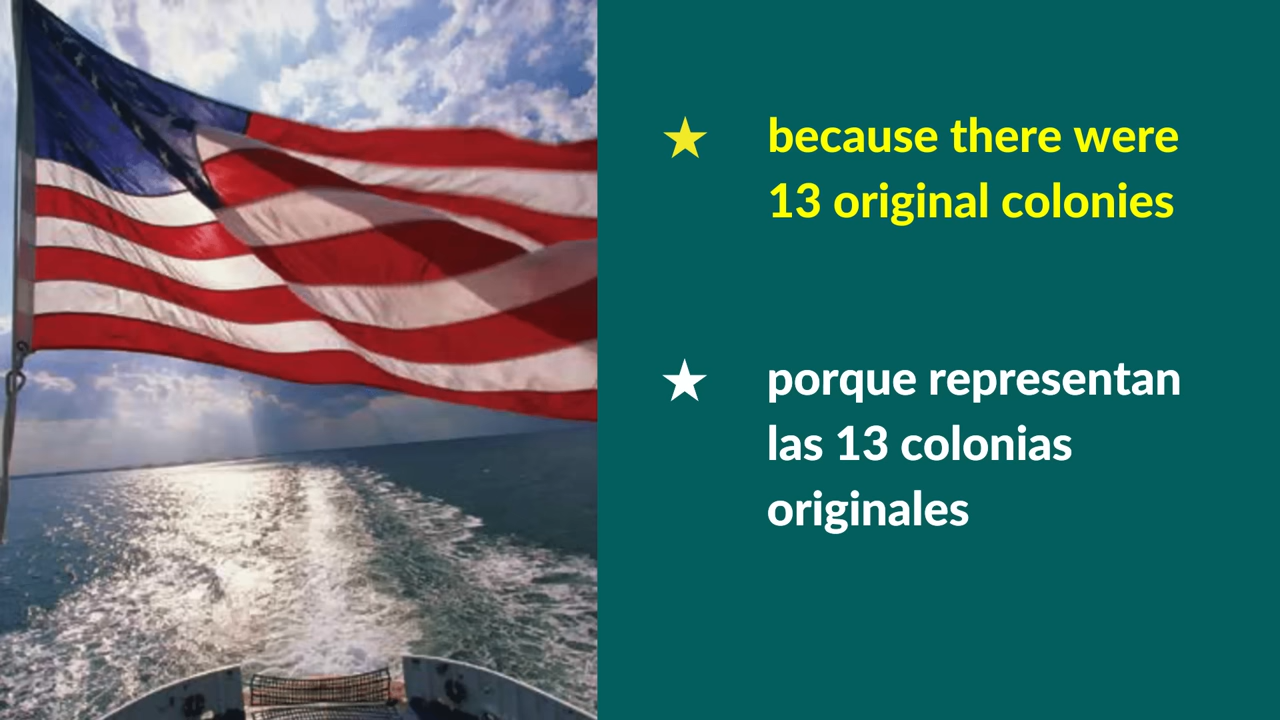 because there were
13 original colonies
porque representan
las 13 colonias
originales